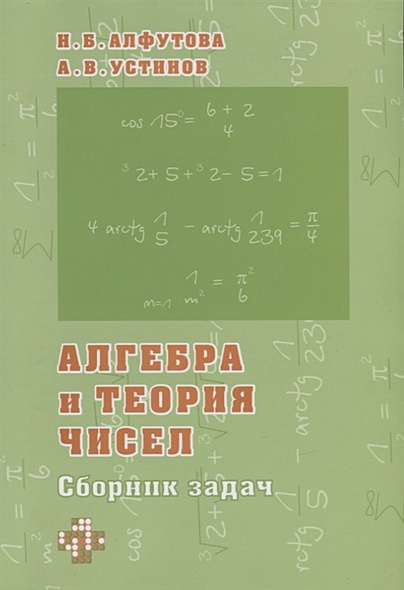 Н.Б.АЛФУТОВА
А.В.УСТИНОВ
cos 15° = 6 + 2
4
³ 2 + 5 + ³ 2 - 5 = 1
4 arctg 1 - arctg 1 = π
5 239 4
1 = π²
m=1 m² 6
АЛГЕБРА
и ТЕОРИЯ
ЧИСЕЛ
Сборник задач